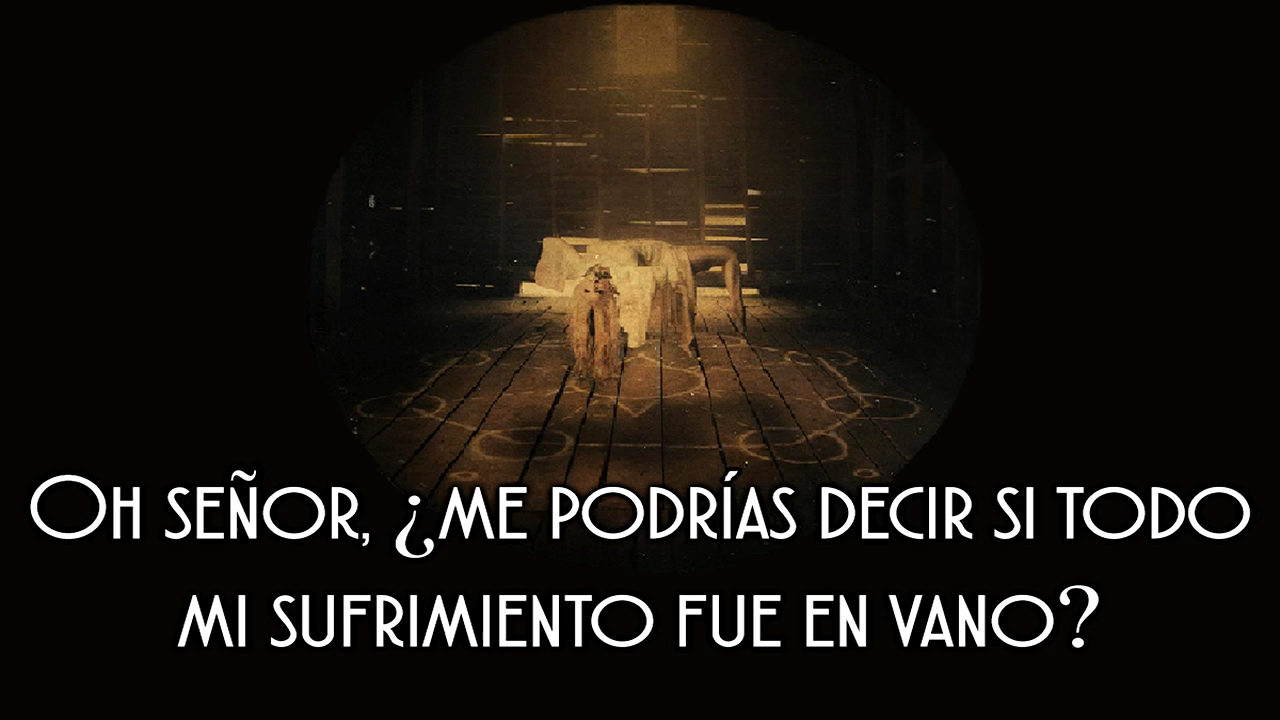 Oh señor, ¿me podrías decir si todo
mi sufrimiento fue en vano?